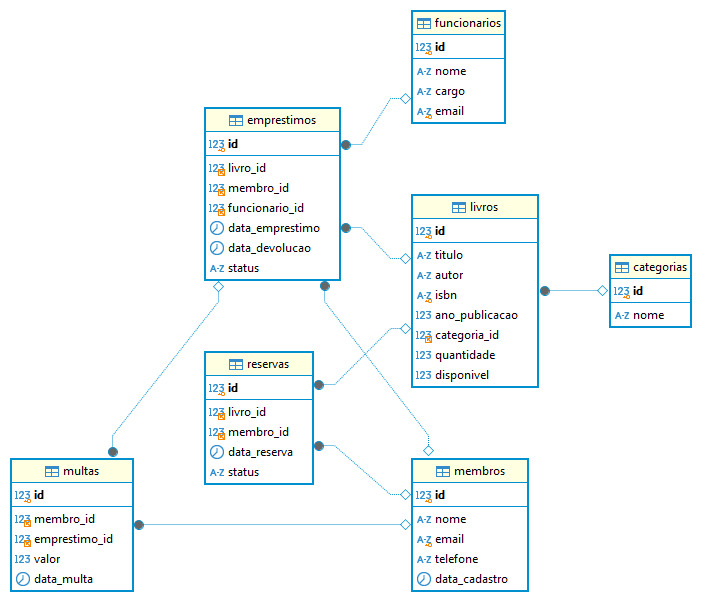 funcionarios
123 id
A-Z nome
A-Z cargo
A-Z email
emprestimos
123 id
123 livro_id
123 membro_id
123 funcionario_id
data_emprestimo
data_devolucao
A-Z status
livros
123 id
A-Z titulo
A-Z autor
A-Z isbn
123 ano_publicacao
123 categoria_id
123 quantidade
123 disponivel
categorias
123 id
A-Z nome
reservas
123 id
123 livro_id
123 membro_id
data_reserva
A-Z status
multas
123 id
123 membro_id
123 emprestimo_id
123 valor
data_multa
membros
123 id
A-Z nome
A-Z email
A-Z telefone
data_cadastro